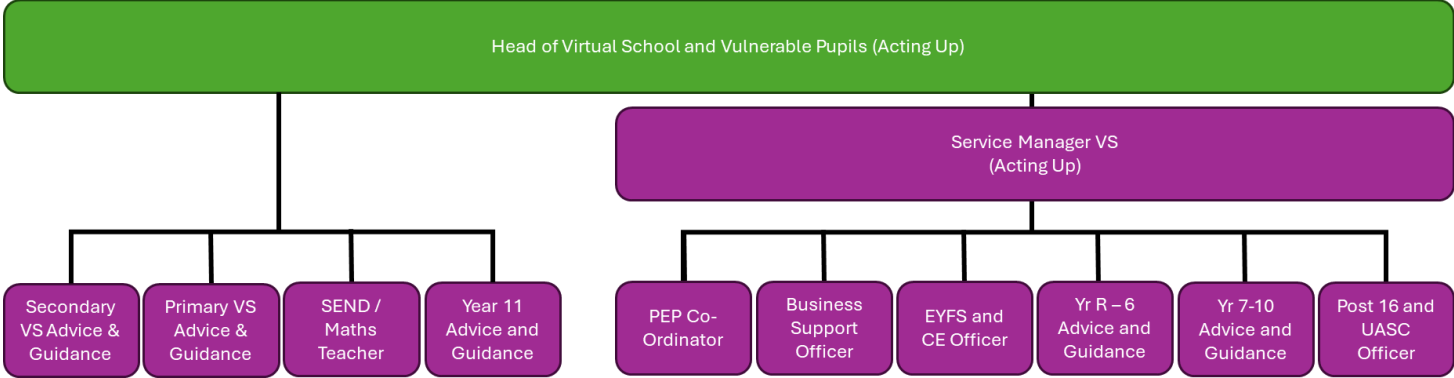 Head of Virtual School and Vulnerable Pupils (Acting Up)
Service Manager VS
(Acting Up)
Secondary
VS Advice &
Guidance
Primary VS
Advice &
Guidance
SEND /
Maths
Teacher
Year 11
Advice and
Guidance
PEP Co-
Ordinator
Business
Support
Officer
EYFS and
CE Officer
Yr R – 6
Advice and
Guidance
Yr 7-10
Advice and
Guidance
Post 16 and
UASC
Officer